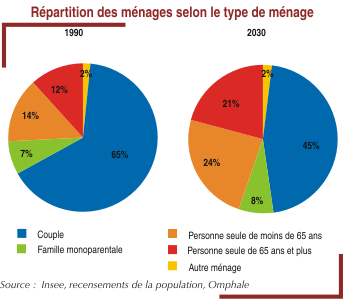 Répartition des ménages selon le type de ménage
1990
2030
2%
12%
14%
7%
65%
2%
21%
24%
8%
45%
Couple
Famille monoparentale
Personne seule de moins de 65 ans
Personne seule de 65 ans et plus
Autre ménage
Source : Insee, recensements de la population, Omphale